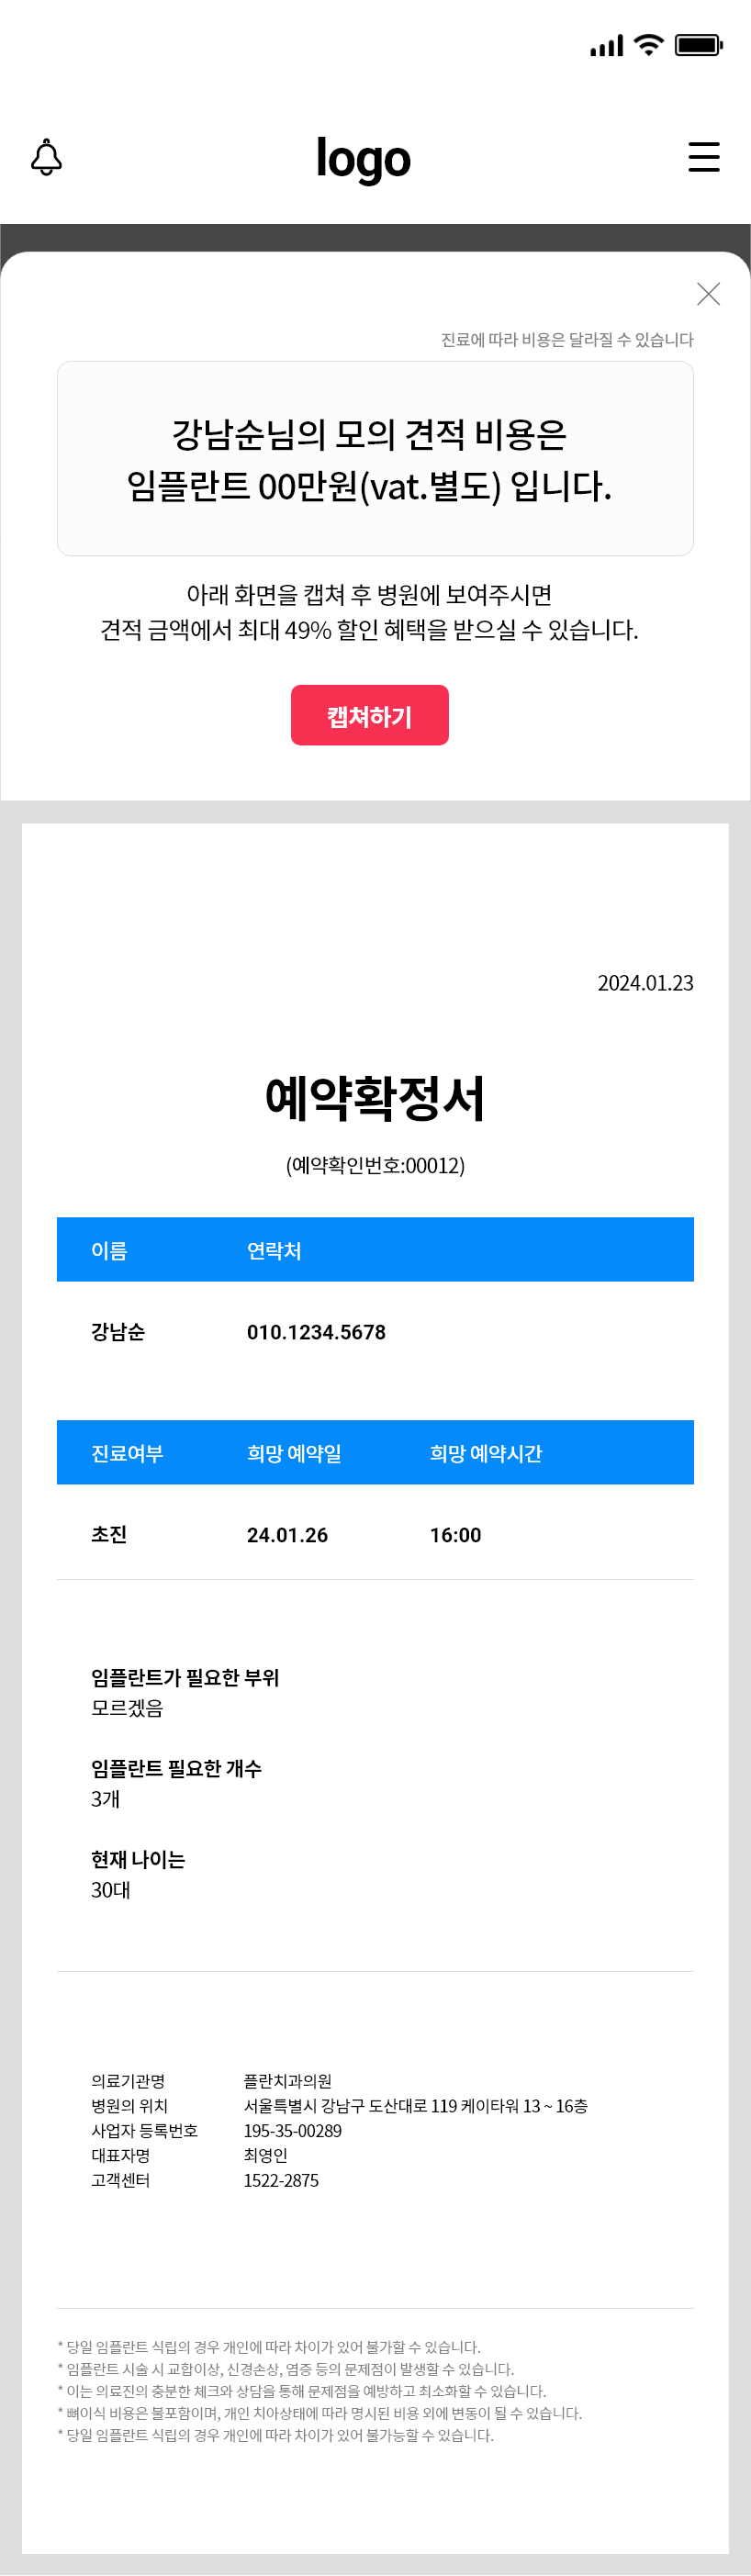 logo
진료에 따라 비용은 달라질 수 있습니다
강남순님의 모의 견적 비용은
임플란트 00만원(vat.별도) 입니다.
아래 화면을 캡쳐 후 병원에 보여주시면
견적 금액에서 최대 49% 할인 혜택을 받으실 수 있습니다.
캡쳐하기
2024.01.23
예약확정서
(예약확인번호:00012)
이름 연락처
강남순 010.1234.5678
진료여부 희망 예약일 희망 예약시간
초진 24.01.26 16:00
임플란트가 필요한 부위
모르겠음
임플란트 필요한 개수
3개
현재 나이는
30대
의료기관명 플란치과의원
병원의 위치 서울특별시 강남구 도산대로 119 케이타워 13 ~ 16층
사업자 등록번호 195-35-00289
대표자명 최영인
고객센터 1522-2875
* 당일 임플란트 식립의 경우 개인에 따라 차이가 있어 불가할 수 있습니다.
* 임플란트 시술 시 교합이상, 신경손상, 염증 등의 문제점이 발생할 수 있습니다.
* 이는 의료진의 충분한 체크와 상담을 통해 문제점을 예방하고 최소화할 수 있습니다.
* 뼈이식 비용은 불포함이며, 개인 치아상태에 따라 명시된 비용 외에 변동이 될 수 있습니다.
* 당일 임플란트 식립의 경우 개인에 따라 차이가 있어 불가능할 수 있습니다.